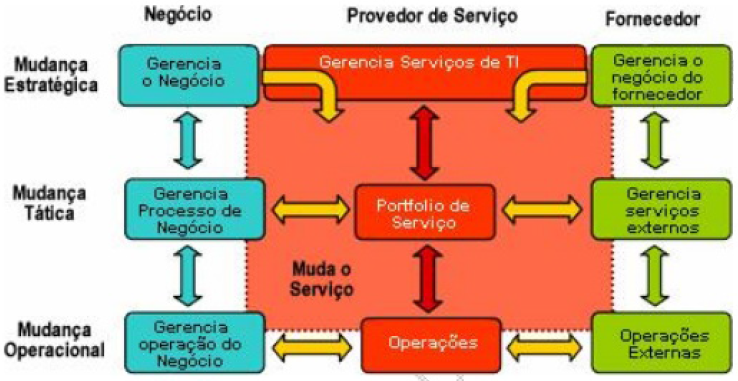 Negócio
Provedor de Serviço
Fornecedor
Mudança
Estratégica
Gerencia
o Negócio
Gerencia Serviços de TI
Gerencia o
negócio do
fornecedor
Mudança
Tática
Gerencia
Processo de
Negócio
Portfolio de
Serviço
Gerencia
serviços
externos
Muda o
Serviço
Mudança
Operacional
Gerencia
operação do
Negócio
Operações
Operações
Externas